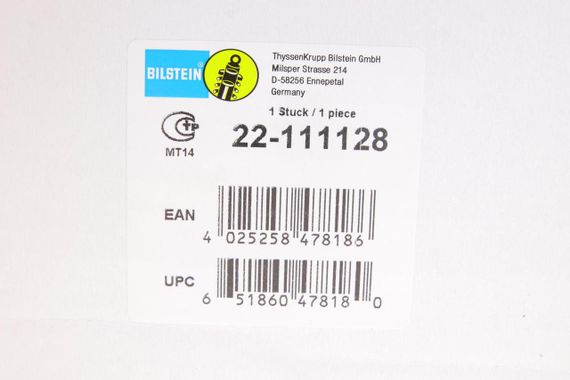 BILSTEIN®
ThyssenKrupp Bilstein GmbH
Milsper Strasse 214
D-58256 Ennepetal
Germany
1 Stuck / 1 piece
22-111128
MT14
EAN
4 025258 478186
UPC
6 51860 47818 0